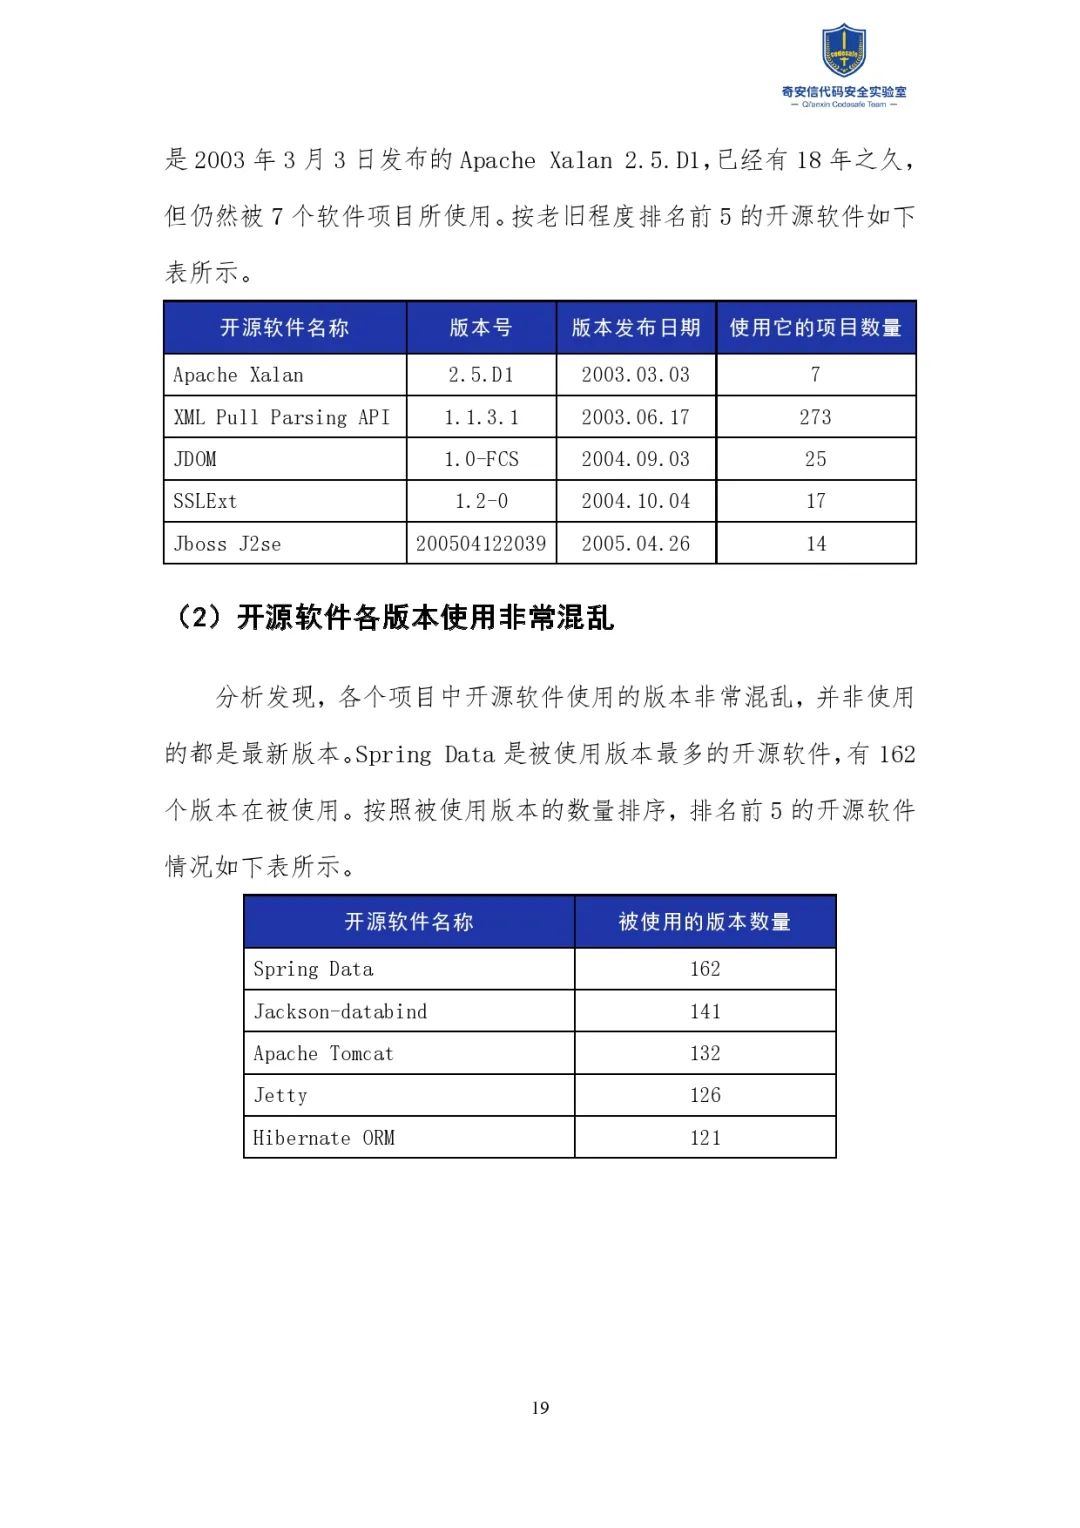 codesafe
奇安信代码安全实验室
— Qi'anxin Codesafe Team —
是 2003 年 3 月 3 日发布的 Apache Xalan 2.5.D1，已经有 18 年之久，
但仍然被 7 个软件项目所使用。按老旧程度排名前 5 的开源软件如下
表所示。
开源软件名称 版本号 版本发布日期 使用它的项目数量
Apache Xalan 2.5.D1 2003.03.03 7
XML Pull Parsing API 1.1.3.1 2003.06.17 273
JDOM 1.0-FCS 2004.09.03 25
SSLExt 1.2-0 2004.10.04 17
Jboss J2se 200504122039 2005.04.26 14
（2）开源软件各版本使用非常混乱
分析发现，各个项目中开源软件使用的版本非常混乱，并非使用
的都是最新版本。Spring Data 是被使用版本最多的开源软件，有 162
个版本在被使用。按照被使用版本的数量排序，排名前 5 的开源软件
情况如下表所示。
开源软件名称 被使用的版本数量
Spring Data 162
Jackson-databind 141
Apache Tomcat 132
Jetty 126
Hibernate ORM 121
19